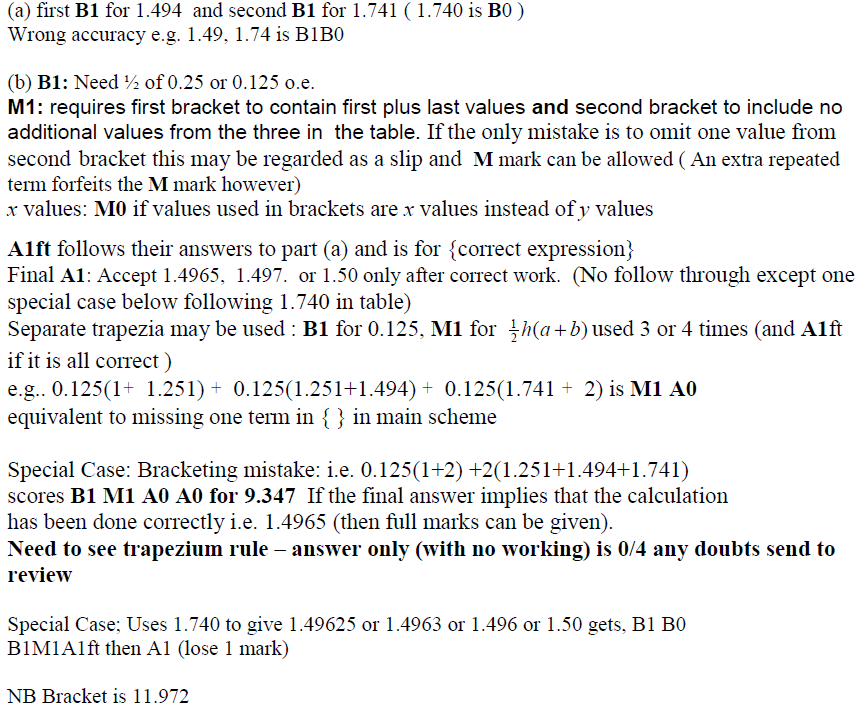 (a) first B1 for 1.494 and second B1 for 1.741 ( 1.740 is B0 )
Wrong accuracy e.g. 1.49, 1.74 is B1B0
(b) B1: Need ½ of 0.25 or 0.125 o.e.
M1: requires first bracket to contain first plus last values and second bracket to include no
additional values from the three in the table. If the only mistake is to omit one value from
second bracket this may be regarded as a slip and M mark can be allowed ( An extra repeated
term forfeits the M mark however)
x values: M0 if values used in brackets are x values instead of y values
A1ft follows their answers to part (a) and is for {correct expression}
Final A1: Accept 1.4965, 1.497. or 1.50 only after correct work. (No follow through except one
special case below following 1.740 in table)
Separate trapezia may be used : B1 for 0.125, M1 for ½h(a+b) used 3 or 4 times (and A1ft
if it is all correct )
e.g.. 0.125(1+ 1.251) + 0.125(1.251+1.494) + 0.125(1.741 + 2) is M1 A0
equivalent to missing one term in { } in main scheme
Special Case: Bracketing mistake: i.e. 0.125(1+2) +2(1.251+1.494+1.741)
scores B1 M1 A0 A0 for 9.347 If the final answer implies that the calculation
has been done correctly i.e. 1.4965 (then full marks can be given).
Need to see trapezium rule – answer only (with no working) is 0/4 any doubts send to
review
Special Case; Uses 1.740 to give 1.49625 or 1.4963 or 1.496 or 1.50 gets, B1 B0
B1M1A1ft then A1 (lose 1 mark)
NB Bracket is 11.972